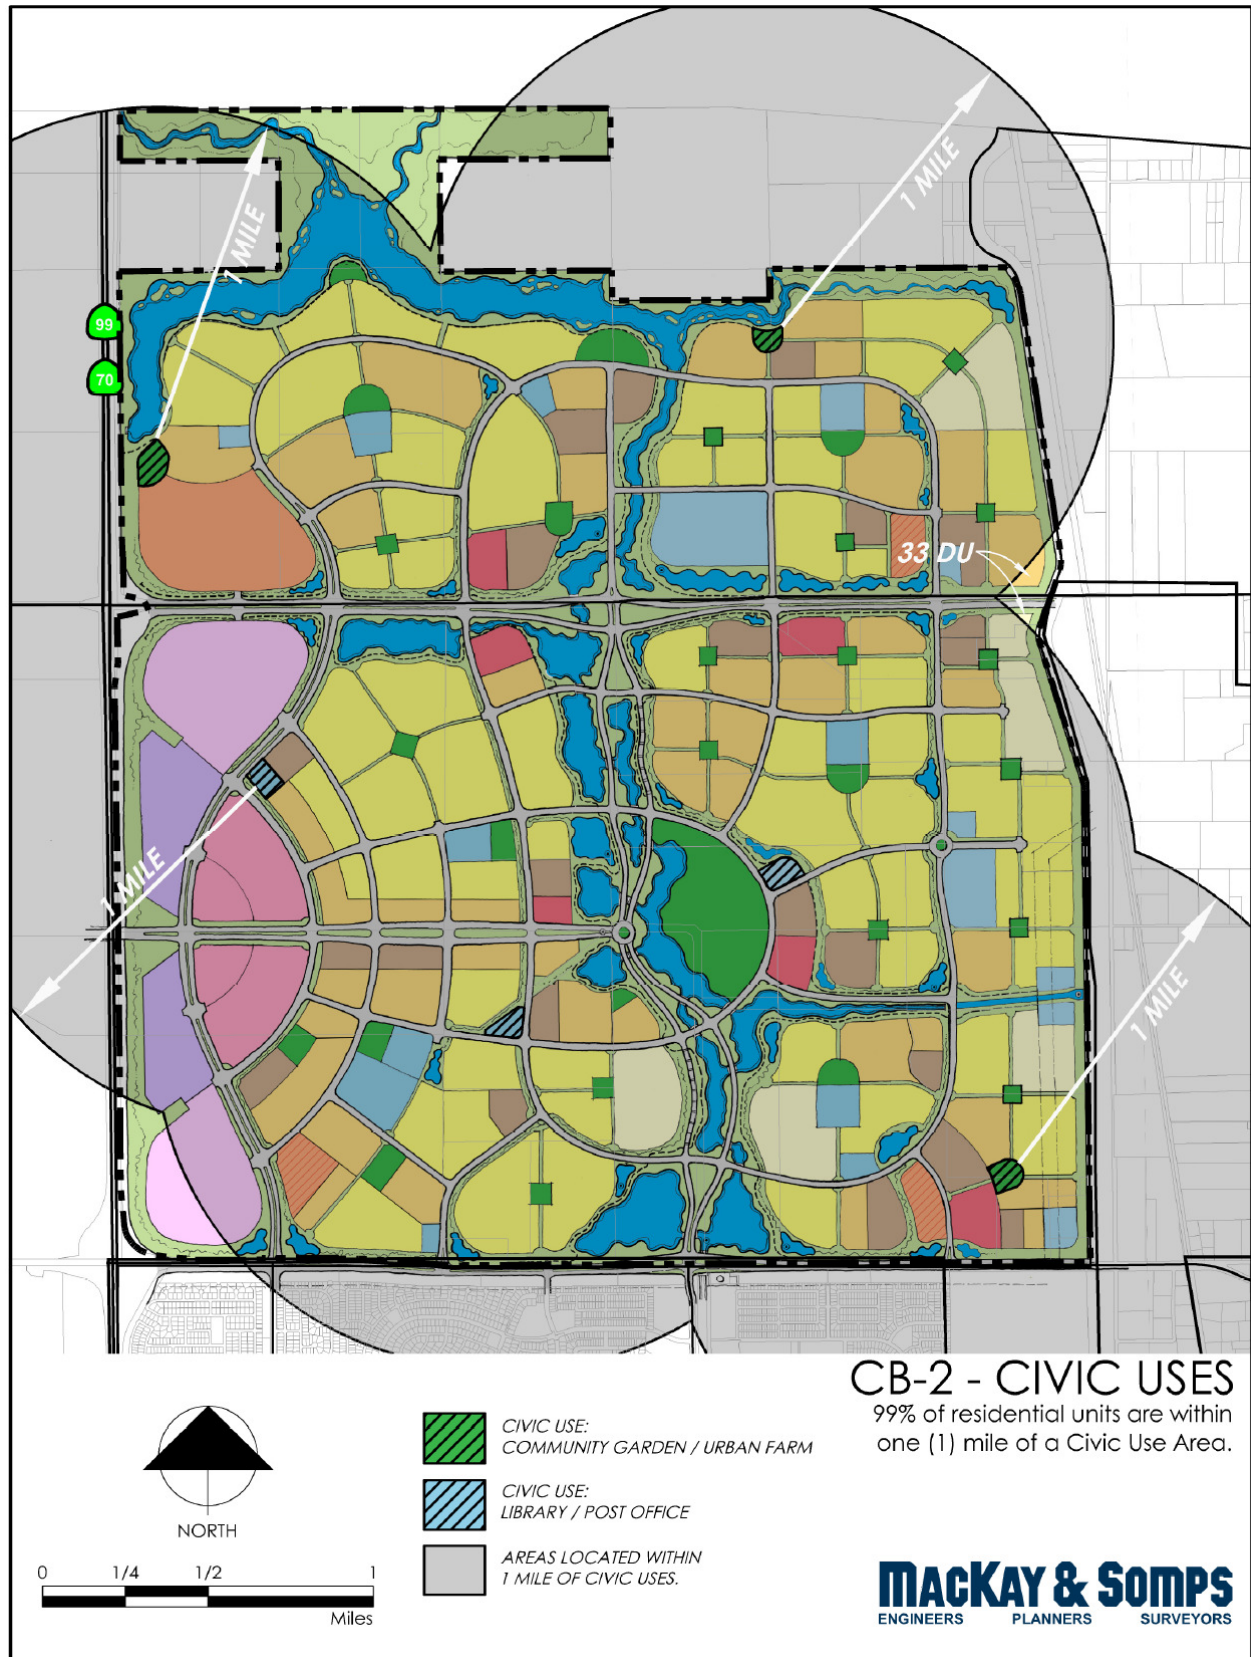 1 MILE
1 MILE
99
70
33 DU
1 MILE
1 MILE
CB-2 - CIVIC USES
99% of residential units are within
one (1) mile of a Civic Use Area.
CIVIC USE:
COMMUNITY GARDEN / URBAN FARM
CIVIC USE:
LIBRARY / POST OFFICE
AREAS LOCATED WITHIN
1 MILE OF CIVIC USES.
NORTH
0 1/4 1/2 1
Miles
MACKAY & SOMPS
ENGINEERS PLANNERS SURVEYORS